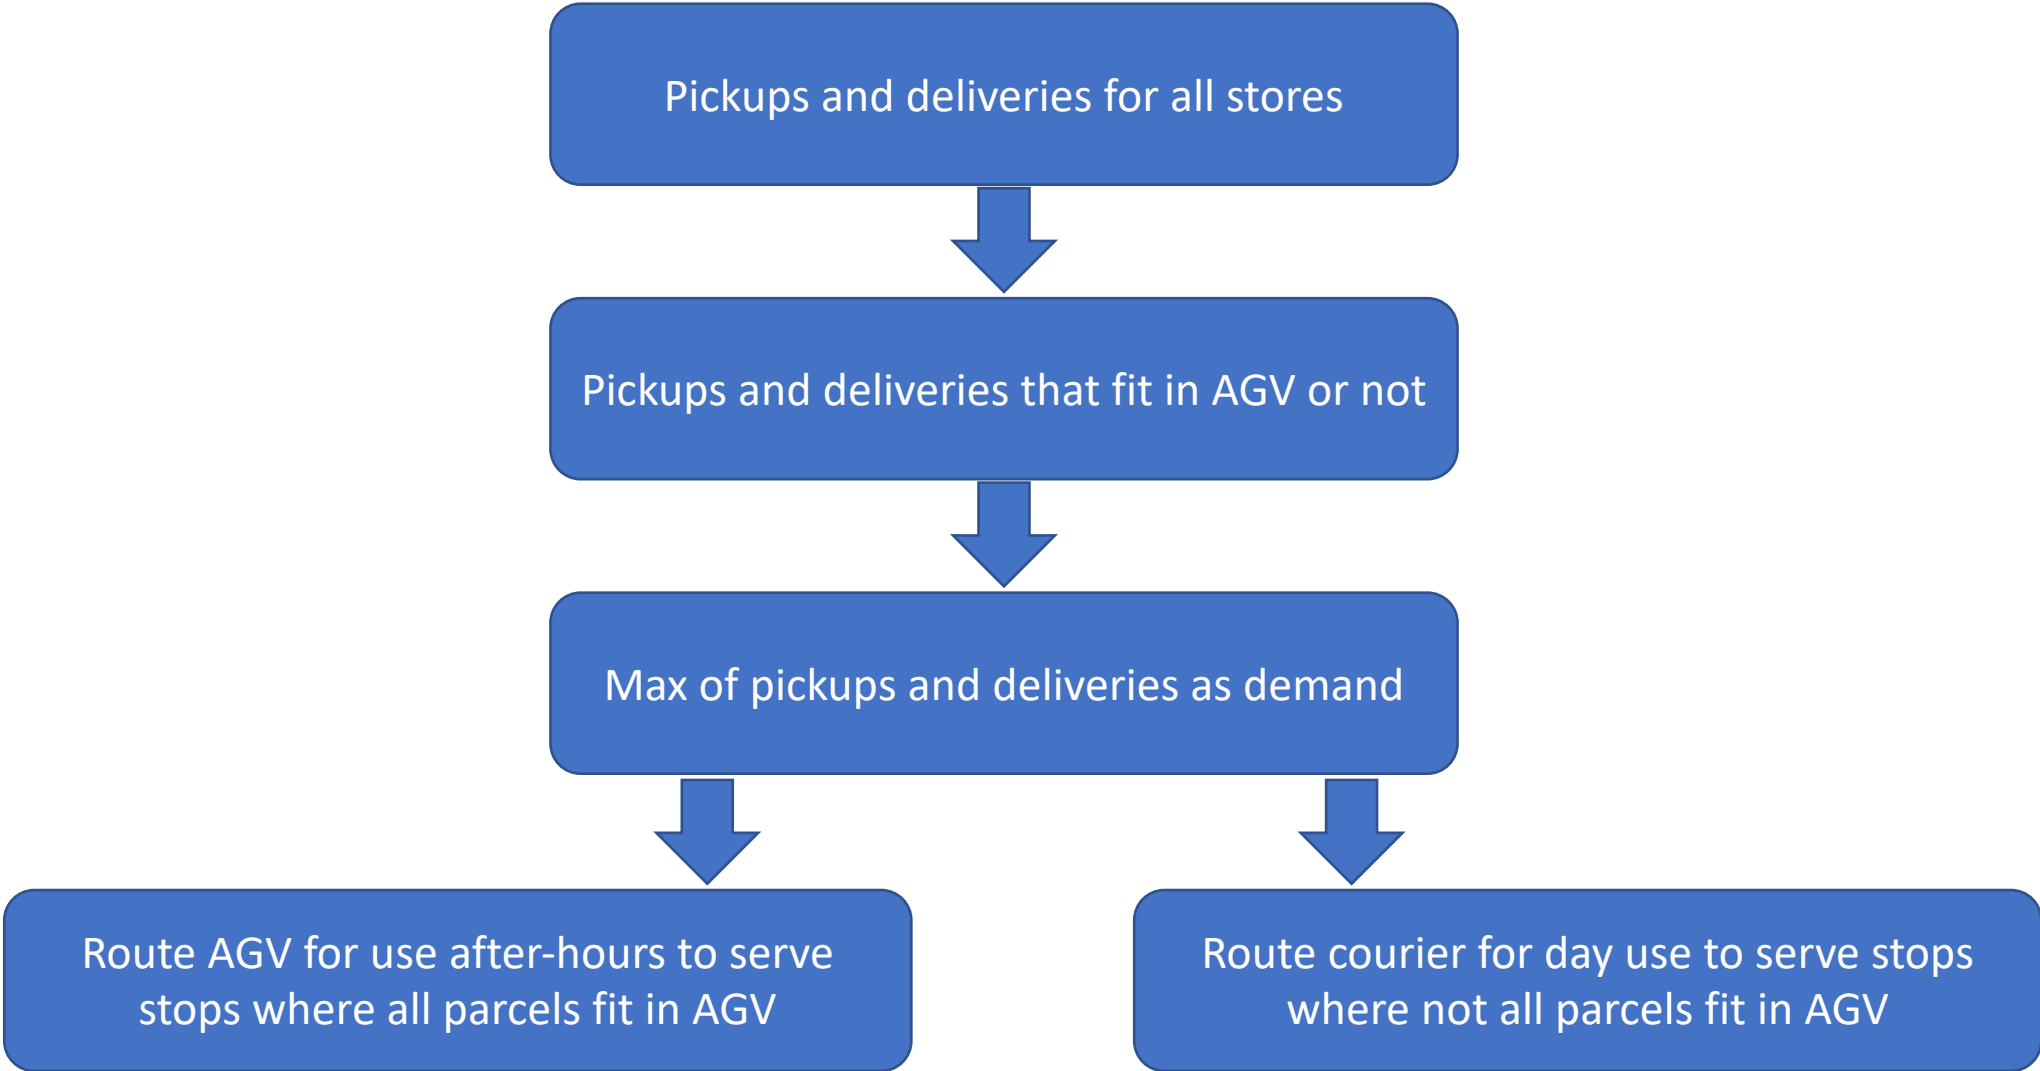 Pickups and deliveries for all stores
Pickups and deliveries that fit in AGV or not
Max of pickups and deliveries as demand
Route AGV for use after-hours to serve
stops where all parcels fit in AGV
Route courier for day use to serve stops
where not all parcels fit in AGV